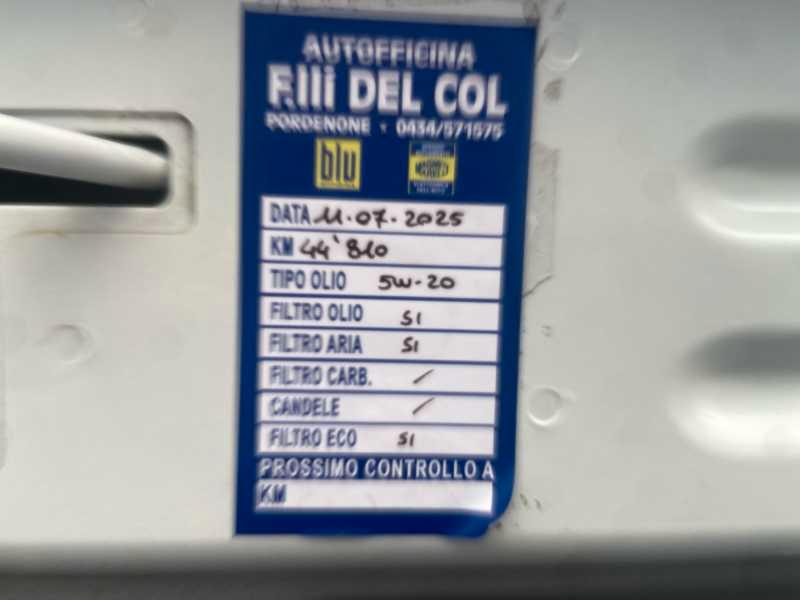 AUTOFFICINA
F.lli DEL COL
PORDENONE - 0434/571575
blu
DATA 11.07.2025
KM 44'810
TIPO OLIO 5W-20
FILTRO OLIO SI
FILTRO ARIA SI
FILTRO CARB. /
CANDELE /
FILTRO ECO SI
PROSSIMO CONTROLLO A
KM